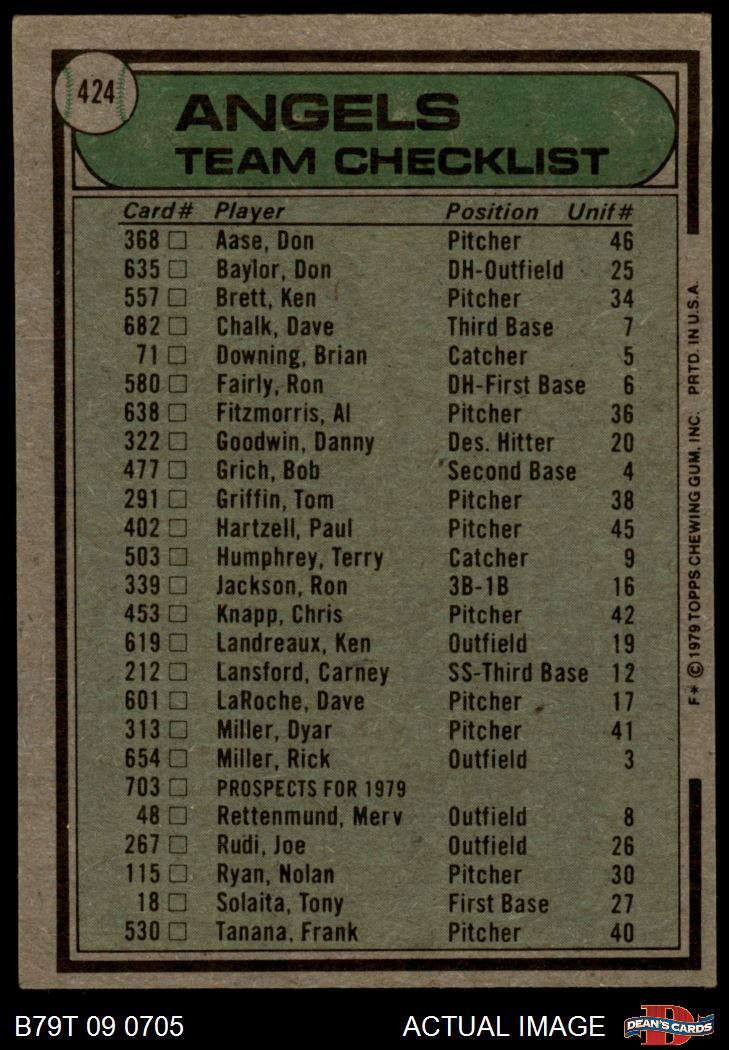 424
ANGELS
TEAM CHECKLIST
Card# Player Position Unif#
368 Aase, Don Pitcher 46
635 Baylor, Don DH-Outfield 25
557 Brett, Ken Pitcher 34
682 Chalk, Dave Third Base 7
71 Downing, Brian Catcher 5
580 Fairly, Ron DH-First Base 6
638 Fitzmorris, Al Pitcher 36
322 Goodwin, Danny Des. Hitter 20
477 Grich, Bob Second Base 4
291 Griffin, Tom Pitcher 38
402 Hartzell, Paul Pitcher 45
503 Humphrey, Terry Catcher 9
339 Jackson, Ron 3B-1B 16
453 Knapp, Chris Pitcher 42
619 Landreaux, Ken Outfield 19
212 Lansford, Carney SS-Third Base 12
601 LaRoche, Dave Pitcher 17
313 Miller, Dyar Pitcher 41
654 Miller, Rick Outfield 3
703 PROSPECTS FOR 1979
48 Rettenmund, Merv Outfield 8
267 Rudi, Joe Outfield 26
115 Ryan, Nolan Pitcher 30
18 Solaita, Tony First Base 27
530 Tanana, Frank Pitcher 40
F* © 1979 TOPPS CHEWING GUM, INC. PRTD. IN U.S.A.
B79T 09 0705 ACTUAL IMAGE
D
DEAN'S CARDS